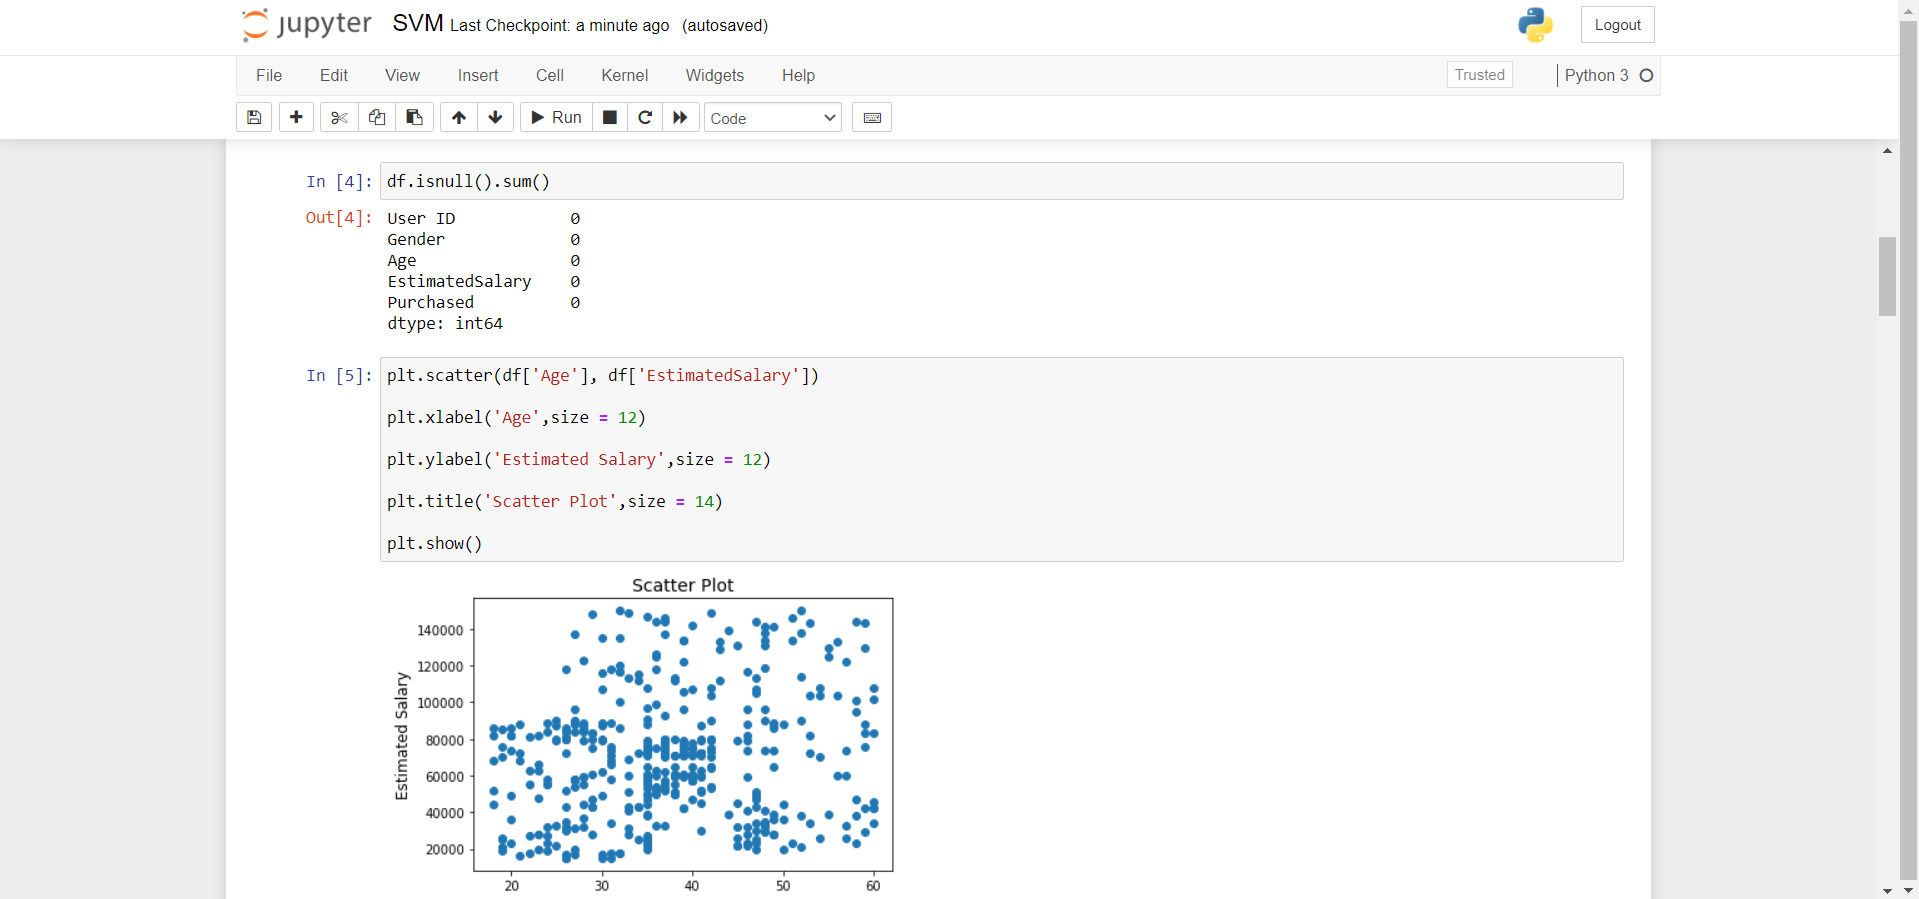 jupyter SVM Last Checkpoint: a minute ago (autosaved) Logout
File Edit View Insert Cell Kernel Widgets Help Trusted Python 3
Run Code
In [4]: df.isnull().sum()
Out[4]: User ID 0
Gender 0
Age 0
EstimatedSalary 0
Purchased 0
dtype: int64
In [5]: plt.scatter(df['Age'], df['EstimatedSalary'])
plt.xlabel('Age',size = 12)
plt.ylabel('Estimated Salary',size = 12)
plt.title('Scatter Plot',size = 14)
plt.show()
Scatter Plot
Estimated Salary
140000
120000
100000
80000
60000
40000
20000
20 30 40 50 60